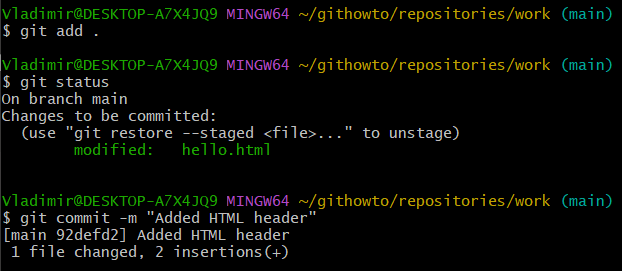 Vladimir@DESKTOP-A7X4JQ9 MINGW64 ~/githowto/repositories/work (main)
$ git add .
Vladimir@DESKTOP-A7X4JQ9 MINGW64 ~/githowto/repositories/work (main)
$ git status
On branch main
Changes to be committed:
  (use "git restore --staged <file>..." to unstage)
        modified:   hello.html
Vladimir@DESKTOP-A7X4JQ9 MINGW64 ~/githowto/repositories/work (main)
$ git commit -m "Added HTML header"
[main 92defd2] Added HTML header
 1 file changed, 2 insertions(+)